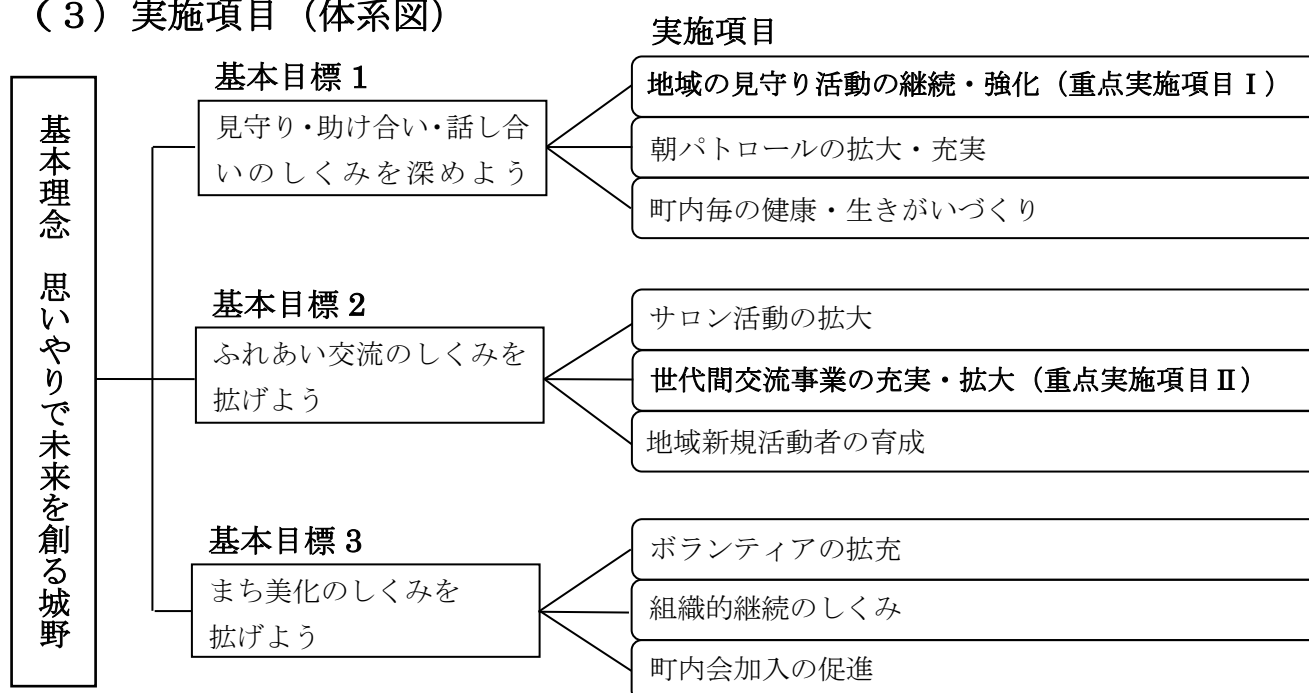 （３）実施項目（体系図）
基本理念　思いやりで未来を創る城野
実施項目
基本目標 1
見守り・助け合い・話し合
いのしくみを深めよう
地域の見守り活動の継続・強化（重点実施項目Ⅰ）
朝パトロールの拡大・充実
町内毎の健康・生きがいづくり
基本目標 2
ふれあい交流のしくみを
拡げよう
サロン活動の拡大
世代間交流事業の充実・拡大（重点実施項目Ⅱ）
地域新規活動者の育成
基本目標 3
まち美化のしくみを
拡げよう
ボランティアの拡充
組織的継続のしくみ
町内会加入の促進